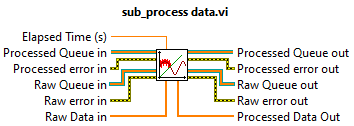 sub_process data.vi
Elapsed Time (s)
Processed Queue in
Processed Queue out
Processed error in
Processed error out
Raw Queue in
Raw Queue out
Raw error in
Raw error out
Raw Data in
Processed Data Out